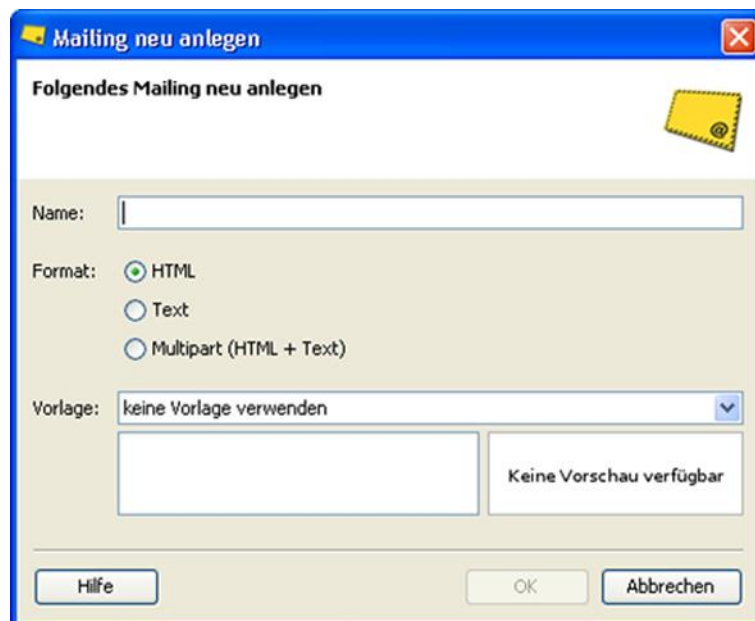 Mailing neu anlegen
Folgendes Mailing neu anlegen
@
Name:
Format:
HTML
Text
Multipart (HTML + Text)
Vorlage:
keine Vorlage verwenden
Keine Vorschau verfügbar
Hilfe
OK
Abbrechen